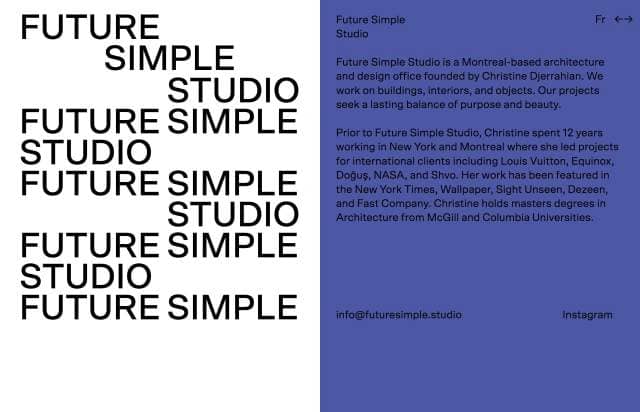 FUTURE
SIMPLE
STUDIO
FUTURE SIMPLE
STUDIO
FUTURE SIMPLE
STUDIO
FUTURE SIMPLE
STUDIO
FUTURE SIMPLE
Future Simple
Studio
Fr ←→
Future Simple Studio is a Montreal-based architecture
and design office founded by Christine Djerrahian. We
work on buildings, interiors, and objects. Our projects
seek a lasting balance of purpose and beauty.
Prior to Future Simple Studio, Christine spent 12 years
working in New York and Montreal where she led projects
for international clients including Louis Vuitton, Equinox,
Doğuş, NASA, and Shvo. Her work has been featured in
the New York Times, Wallpaper, Sight Unseen, Dezeen,
and Fast Company. Christine holds masters degrees in
Architecture from McGill and Columbia Universities.
info@futuresimple.studio
Instagram